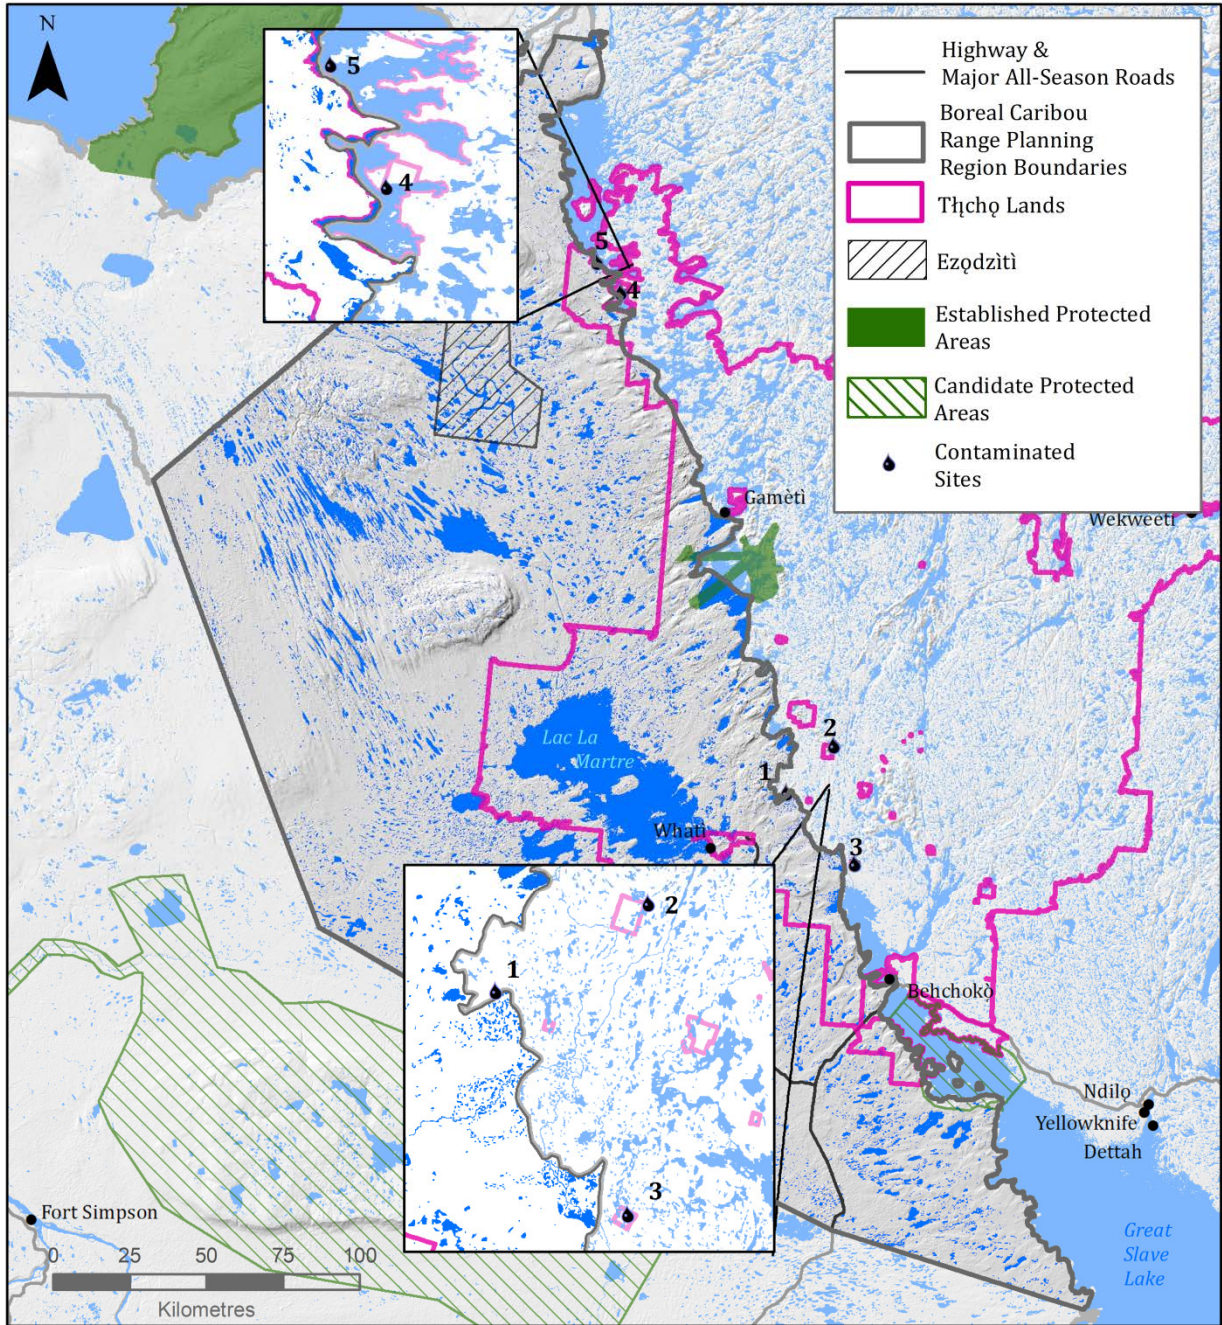 N
5
4
Highway &
Major All-Season Roads
Boreal Caribou
Range Planning
Region Boundaries
Tłı̨chǫ Lands
Ezǫdzìtì
Established Protected
Areas
Candidate Protected
Areas
Contaminated
Sites
5
4
Gamètì
Wekweètì
Lac La
Martre
2
1
Whatì
3
2
1
3
Behchokǫ̀
Ndilǫ
Yellowknife
Dettah
Fort Simpson
Great
Slave
Lake
0 25 50 75 100
Kilometres